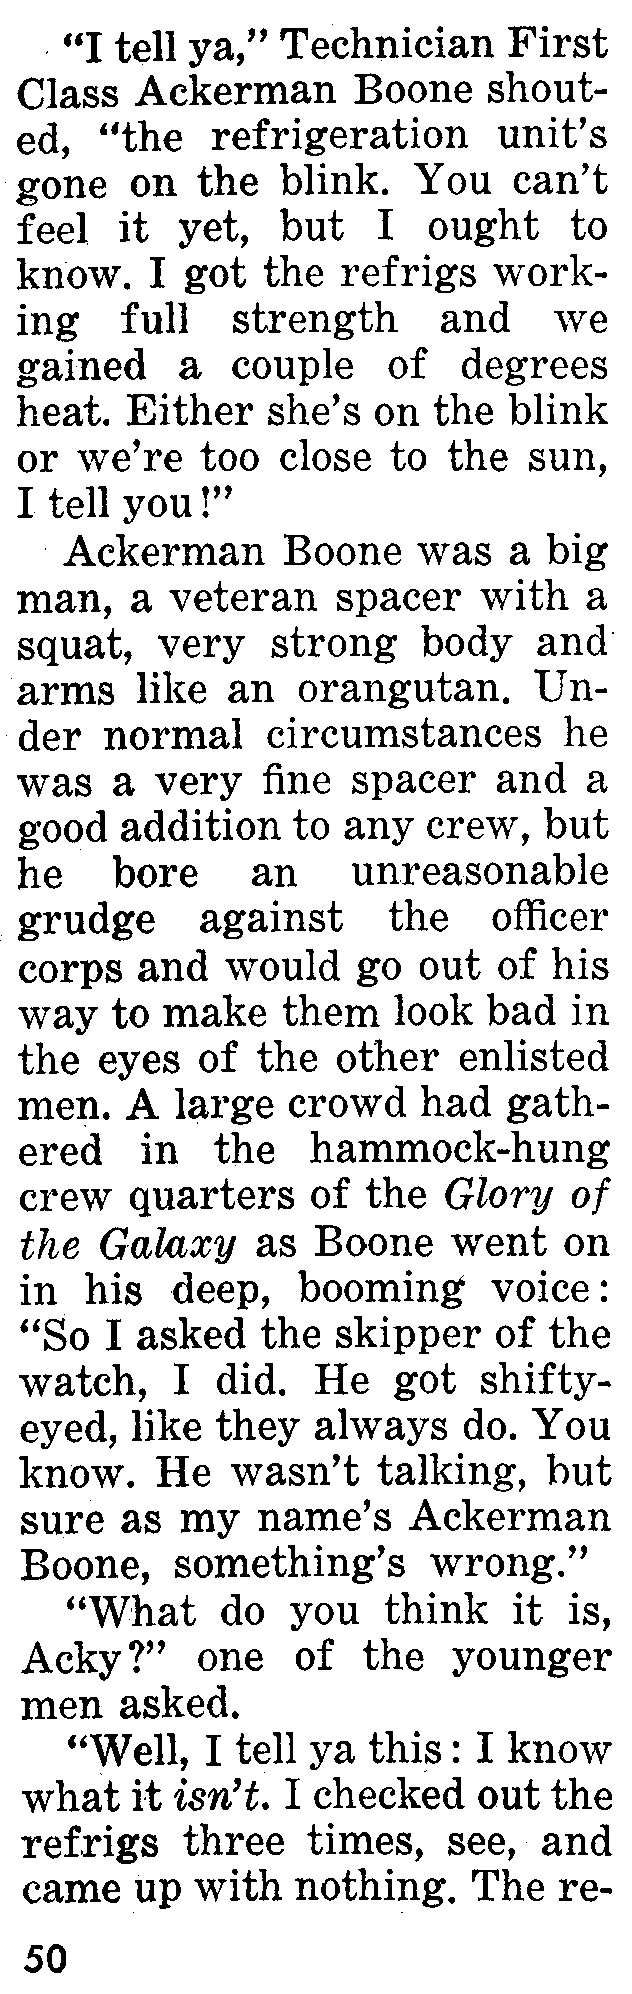 “I tell ya,” Technician First
Class Ackerman Boone shout-
ed, “the refrigeration unit’s
gone on the blink. You can’t
feel it yet, but I ought to
know. I got the refrigs work-
ing full strength and we
gained a couple of degrees
heat. Either she’s on the blink
or we’re too close to the sun,
I tell you!”
Ackerman Boone was a big
man, a veteran spacer with a
squat, very strong body and
arms like an orangutan. Un-
der normal circumstances he
was a very fine spacer and a
good addition to any crew, but
he bore an unreasonable
grudge against the officer
corps and would go out of his
way to make them look bad in
the eyes of the other enlisted
men. A large crowd had gath-
ered in the hammock-hung
crew quarters of the Glory of
the Galaxy as Boone went on
in his deep, booming voice:
“So I asked the skipper of the
watch, I did. He got shifty-
eyed, like they always do. You
know. He wasn’t talking, but
sure as my name’s Ackerman
Boone, something’s wrong.”
“What do you think it is,
Acky?” one of the younger
men asked.
“Well, I tell ya this: I know
what it isn’t. I checked out the
refrigs three times, see, and
came up with nothing. The re-
50